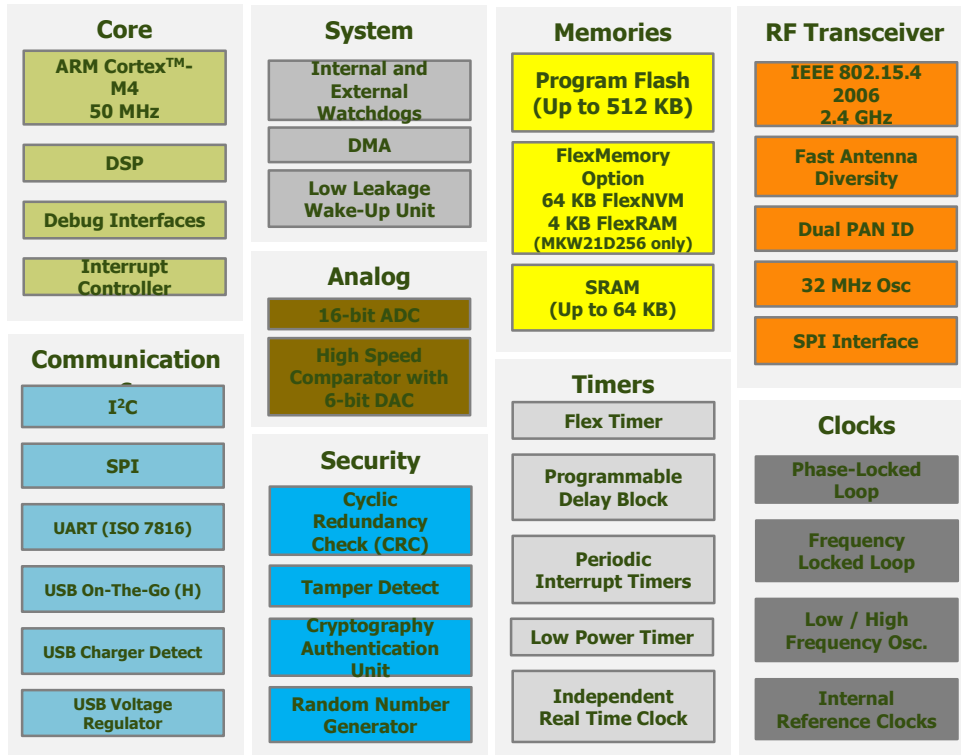 Core
ARM Cortex™-
M4
50 MHz
DSP
Debug Interfaces
Interrupt
Controller
System
Internal and
External
Watchdogs
DMA
Low Leakage
Wake-Up Unit
Memories
Program Flash
(Up to 512 KB)
FlexMemory
Option
64 KB FlexNVM
4 KB FlexRAM
(MKW21D256 only)
SRAM
(Up to 64 KB)
RF Transceiver
IEEE 802.15.4
2006
2.4 GHz
Fast Antenna
Diversity
Dual PAN ID
32 MHz Osc
SPI Interface
Analog
16-bit ADC
High Speed
Comparator with
6-bit DAC
Communication
I²C
SPI
UART (ISO 7816)
USB On-The-Go (H)
USB Charger Detect
USB Voltage
Regulator
Security
Cyclic
Redundancy
Check (CRC)
Tamper Detect
Cryptography
Authentication
Unit
Random Number
Generator
Timers
Flex Timer
Programmable
Delay Block
Periodic
Interrupt Timers
Low Power Timer
Independent
Real Time Clock
Clocks
Phase-Locked
Loop
Frequency
Locked Loop
Low / High
Frequency Osc.
Internal
Reference Clocks